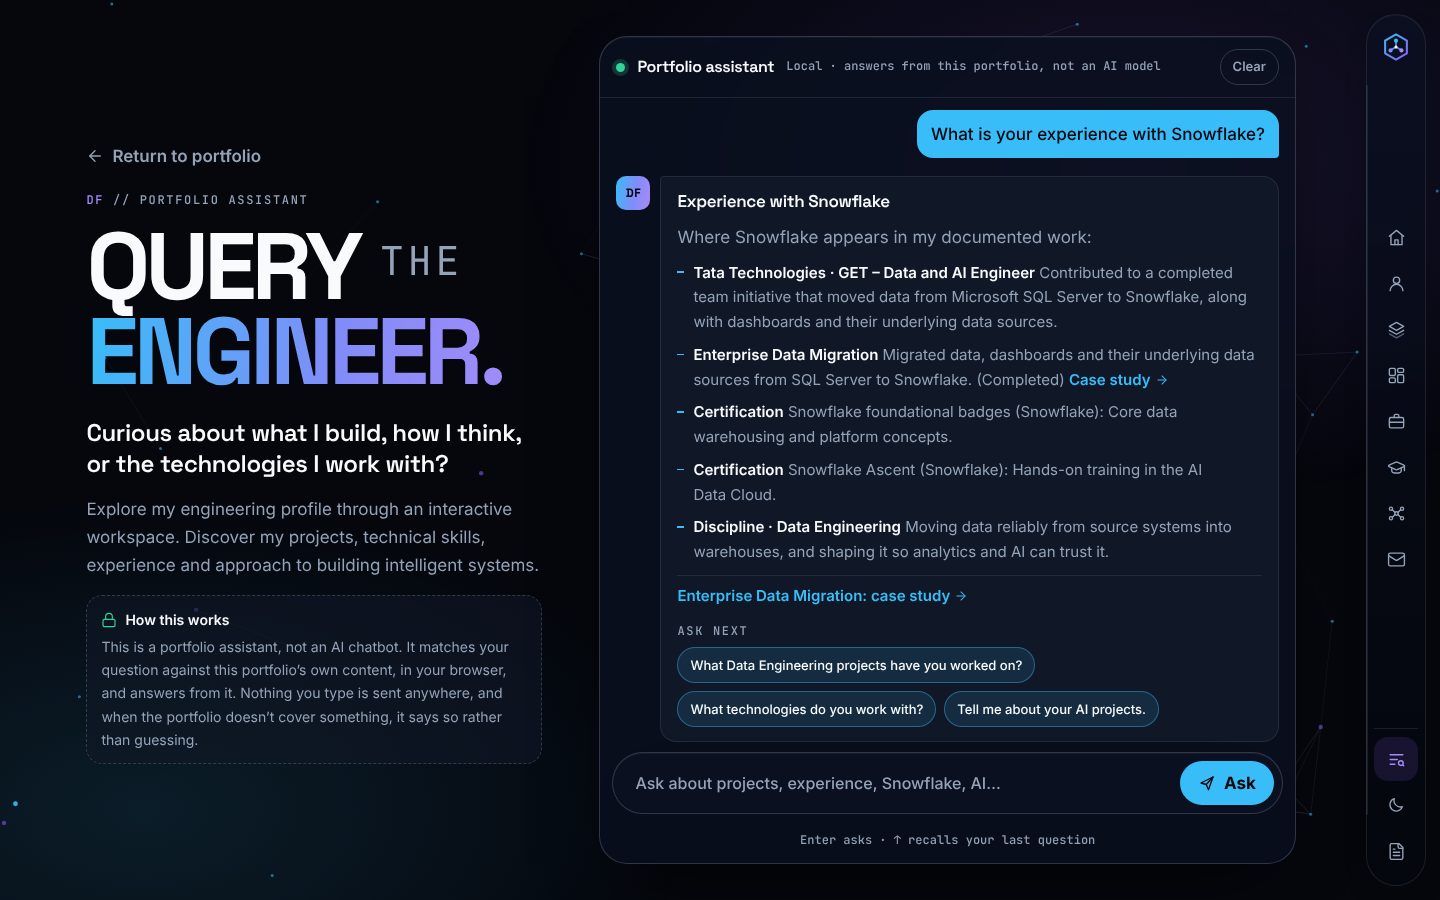 Return to portfolio
DF // PORTFOLIO ASSISTANT
QUERY THE
ENGINEER.
Curious about what I build, how I think,
or the technologies I work with?
Explore my engineering profile through an interactive
workspace. Discover my projects, technical skills,
experience and approach to building intelligent systems.
How this works
This is a portfolio assistant, not an AI chatbot. It matches your
question against this portfolio’s own content, in your browser,
and answers from it. Nothing you type is sent anywhere, and
when the portfolio doesn’t cover something, it says so rather
than guessing.
Portfolio assistant Local · answers from this portfolio, not an AI model Clear
What is your experience with Snowflake?
DF
Experience with Snowflake
Where Snowflake appears in my documented work:
Tata Technologies · GET – Data and AI Engineer Contributed to a completed
team initiative that moved data from Microsoft SQL Server to Snowflake, along
with dashboards and their underlying data sources.
Enterprise Data Migration Migrated data, dashboards and their underlying data
sources from SQL Server to Snowflake. (Completed) Case study →
Certification Snowflake foundational badges (Snowflake): Core data
warehousing and platform concepts.
Certification Snowflake Ascent (Snowflake): Hands-on training in the AI
Data Cloud.
Discipline · Data Engineering Moving data reliably from source systems into
warehouses, and shaping it so analytics and AI can trust it.
Enterprise Data Migration: case study →
ASK NEXT
What Data Engineering projects have you worked on?
What technologies do you work with? Tell me about your AI projects.
Ask about projects, experience, Snowflake, AI... Ask
Enter asks · ↑ recalls your last question